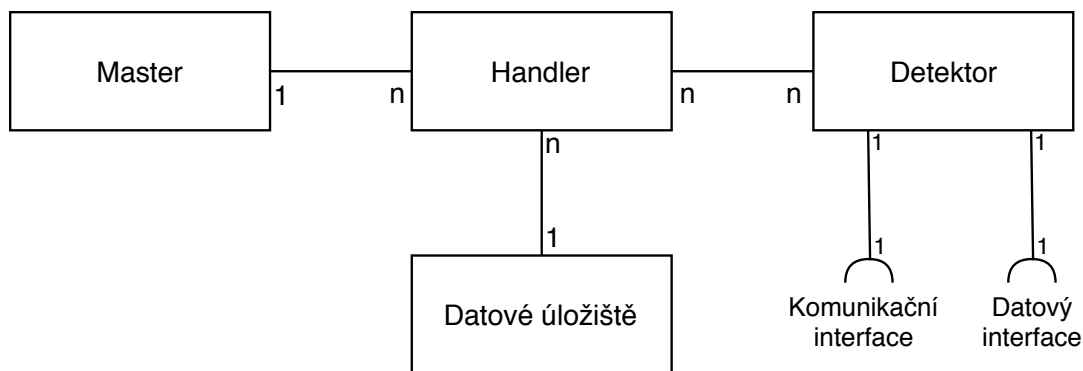 Master
Handler
Detektor
1
n
n
n
n
1
1
1
1
1
Datové úložiště
Komunikační
interface
Datový
interface